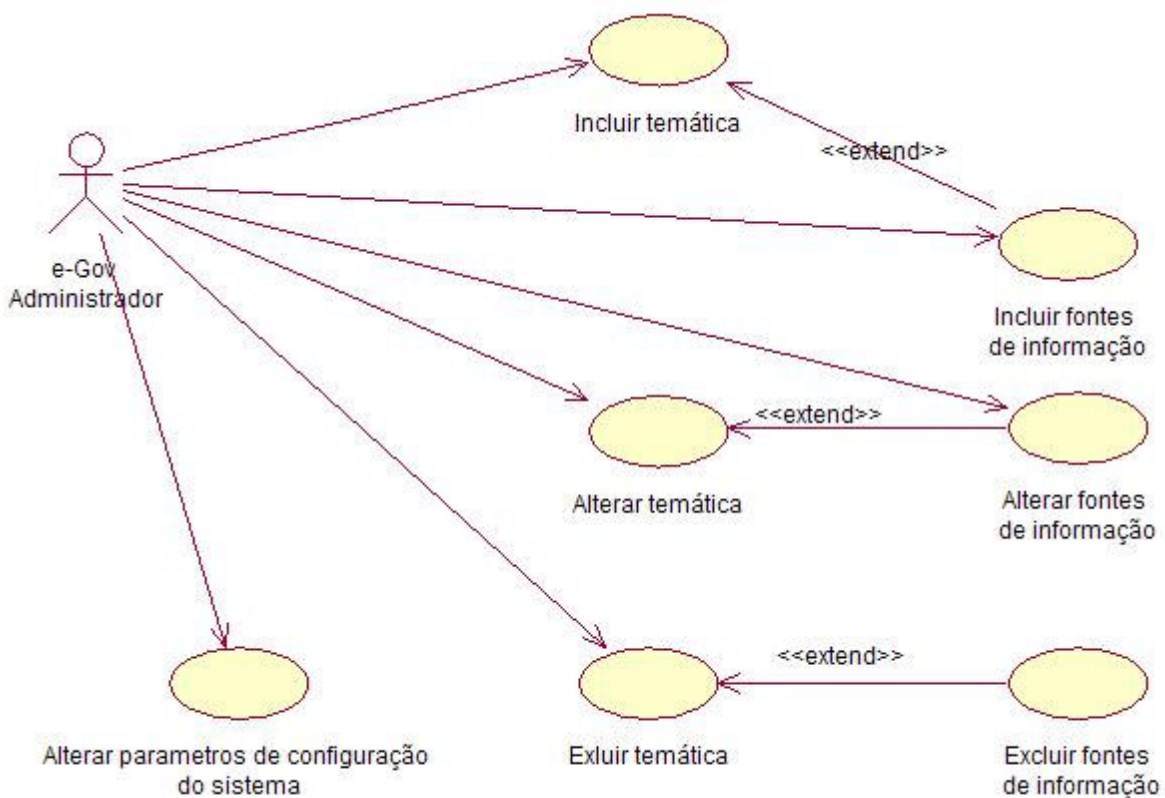 Incluir temática
<<extend>>
e-Gov
Administrador
Incluir fontes
de informação
<<extend>>
Alterar temática
Alterar fontes
de informação
<<extend>>
Alterar parametros de configuração
do sistema
Exluir temática
Excluir fontes
de informação